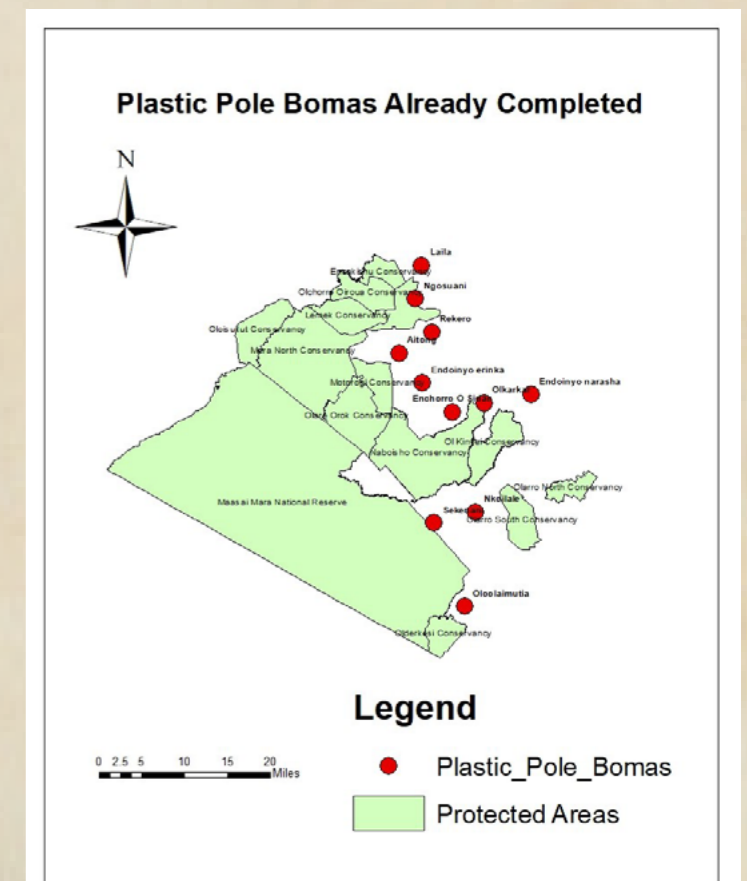 Plastic Pole Bomas Already Completed
N
Laila
Enonkishu Conservancy
Ngosuani
Olchorro Oiroua Conservancy
Lemek Conservancy
Rekero
Oloisukut Conservancy
Aitong
Mara North Conservancy
Endoinyo erinka
Motorogi Conservancy
Endoinyo narasha
Olkarkar
Enchorro O
Olare Orok Conservancy
Ol Kinyei Conservancy
Naboisho Conservancy
Olarro North Conservancy
Maasai Mara National Reserve
Nkoilale
Sekenani
Olarro South Conservancy
Oloolaimutia
Olderkesi Conservancy
Legend
0 2.5 5 10 15 20
Miles
Plastic_Pole_Bomas
Protected Areas